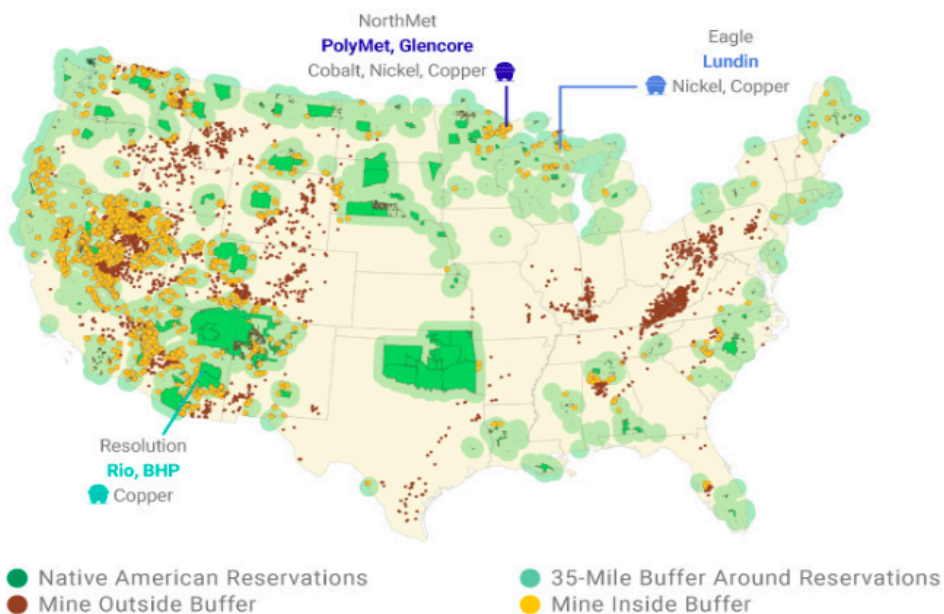 NorthMet
PolyMet, Glencore
Cobalt, Nickel, Copper
Eagle
Lundin
Nickel, Copper
Resolution
Rio, BHP
Copper
Native American Reservations
35-Mile Buffer Around Reservations
Mine Outside Buffer
Mine Inside Buffer